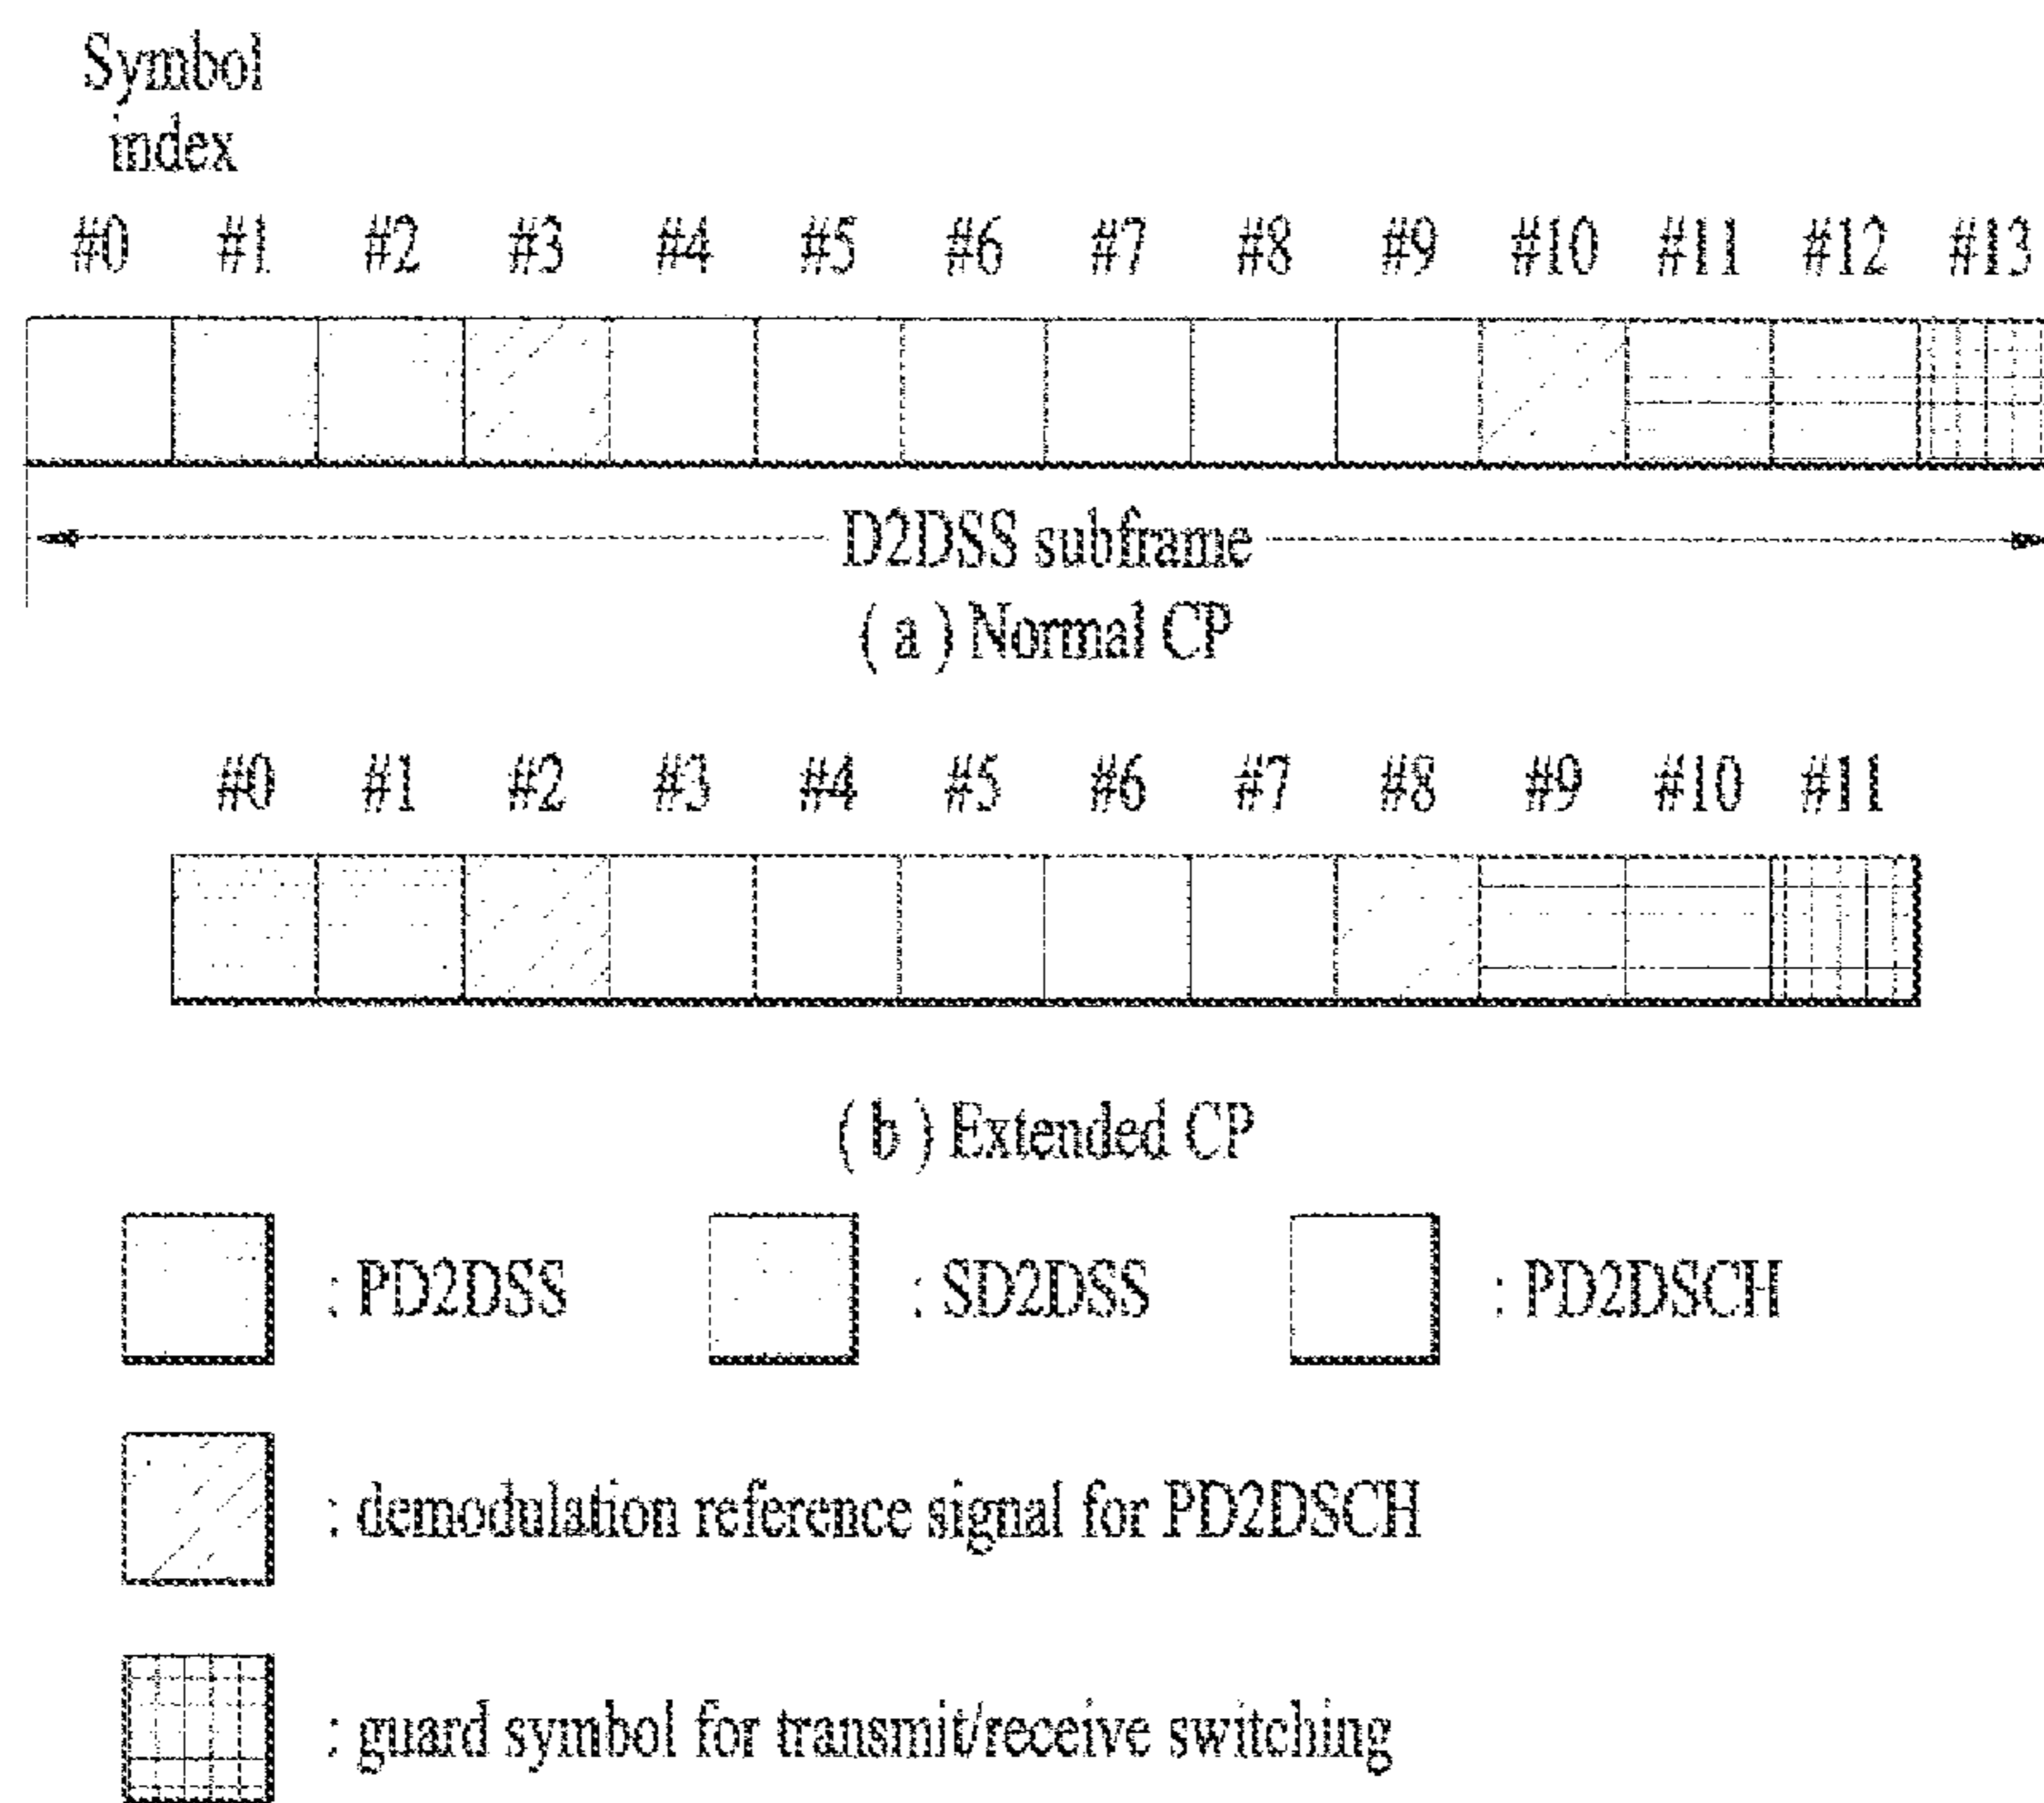 Symbol
index
#0 #1 #2 #3 #4 #5 #6 #7 #8 #9 #10 #11 #12 #13
D2DSS subframe
( a ) Normal CP
#0 #1 #2 #3 #4 #5 #6 #7 #8 #9 #10 #11
( b ) Extended CP
: PD2DSS : SD2DSS : PD2DSCH
: demodulation reference signal for PD2DSCH
: guard symbol for transmit/receive switching